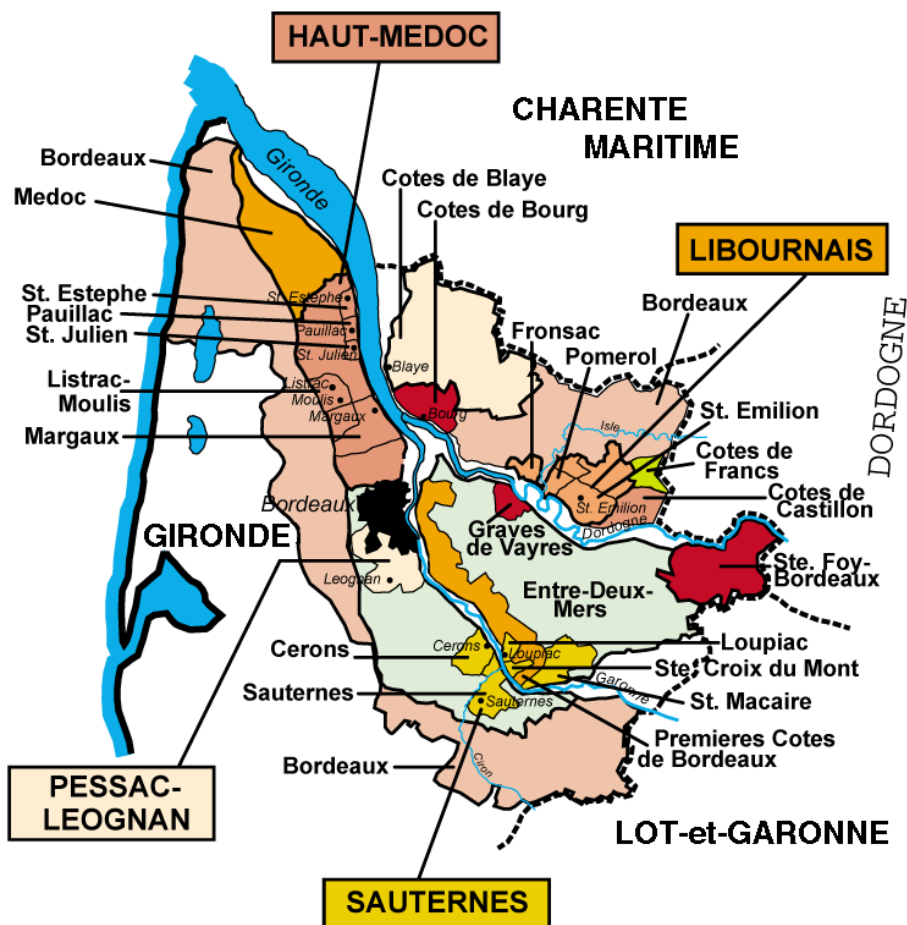 HAUT-MEDOC
CHARENTE
MARITIME
Bordeaux
Gironde
Cotes de Blaye
Medoc
Cotes de Bourg
LIBOURNAIS
St. Estephe
St. Estephe
Bordeaux
Pauillac
Pauillac
Fronsac
St. Julien
St. Julien
Pomerol
Blaye
DORDOGNE
Listrac-
Moulis
Listrac
Moulis
Margaux
Bourg
St. Emilion
Isle
Margaux
Cotes de
Francs
Bordeaux
St. Emilion
Cotes de
Castillon
Graves
de Vayres
Dordogne
GIRONDE
Ste. Foy-
Bordeaux
Leognan
Entre-Deux-
Mers
Cerons
Cerons
Loupiac
Loupiac
Ste. Croix du Mont
Sauternes
Sauternes
Garonne
St. Macaire
Premieres Cotes
de Bordeaux
Bordeaux
Ciron
PESSAC-
LEOGNAN
LOT-et-GARONNE
SAUTERNES